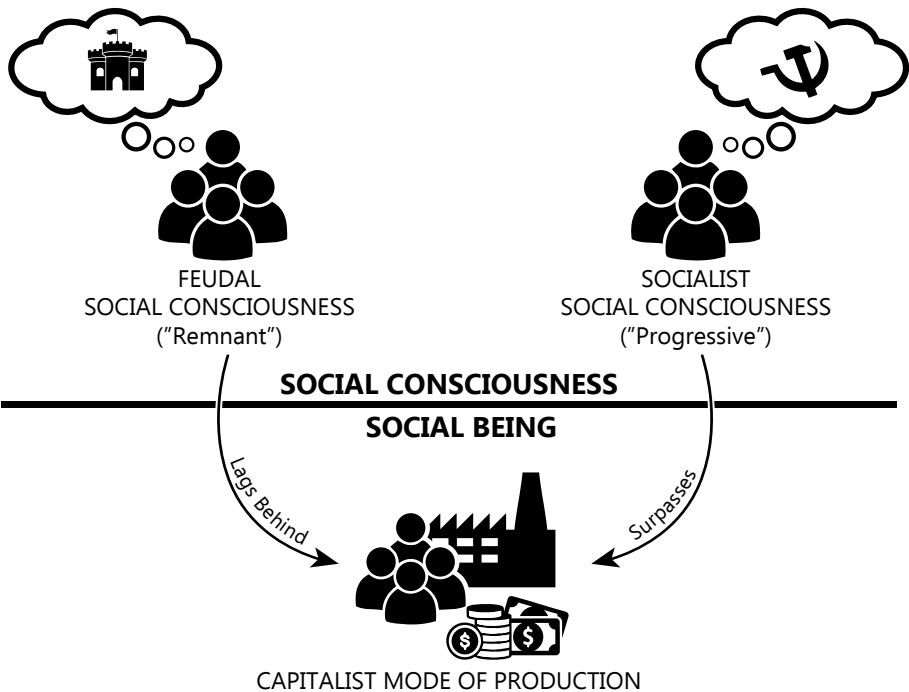 FEUDAL
SOCIAL CONSCIOUSNESS
("Remnant")
SOCIALIST
SOCIAL CONSCIOUSNESS
("Progressive")
SOCIAL CONSCIOUSNESS
SOCIAL BEING
Lags Behind
Surpasses
$
$
CAPITALIST MODE OF PRODUCTION